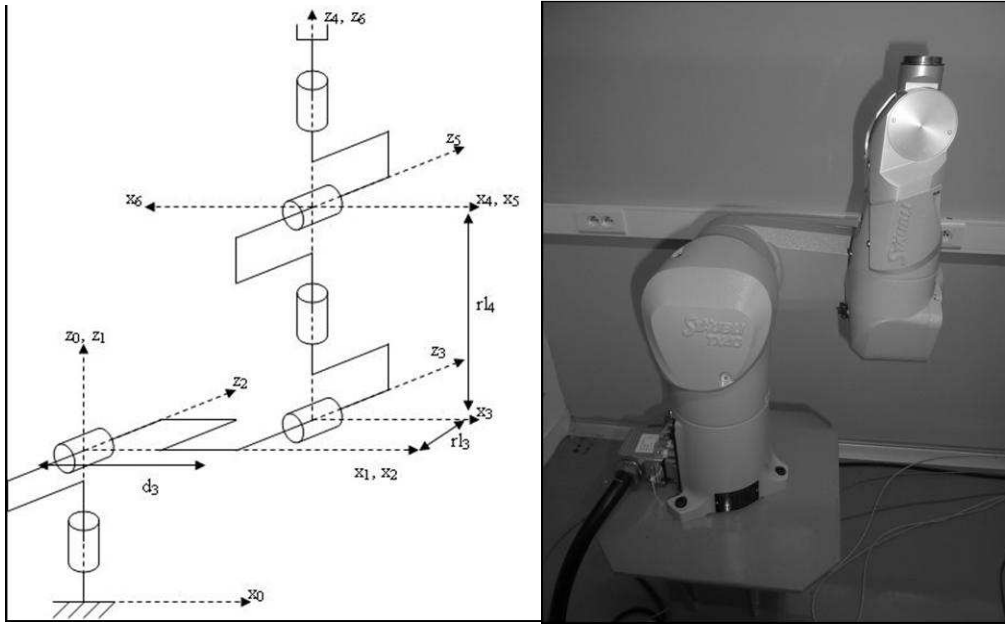 z₄, z₆
z₅
x₆
x₄, x₅
rl₄
z₀, z₁
z₃
z₂
x₃
rl₃
x₁, x₂
d₃
x₀
STÄUBLI
TX40
STÄUBLI